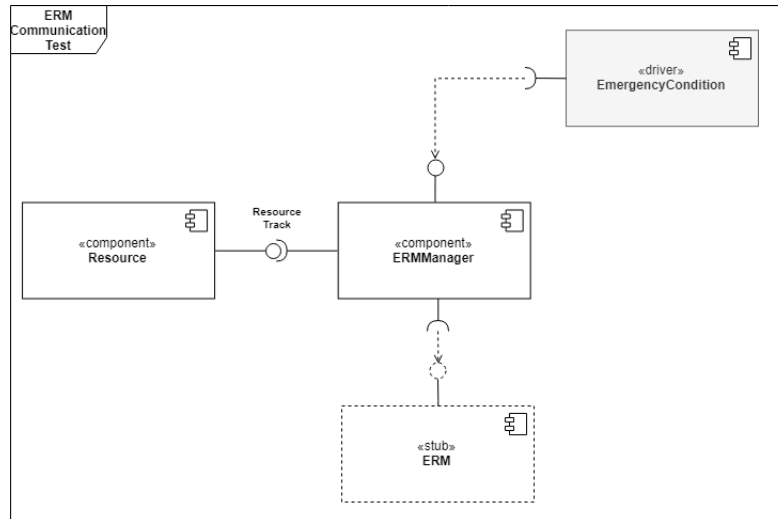 ERM
Communication
Test
«driver»
EmergencyCondition
Resource
Track
«component»
Resource
«component»
ERMManager
«stub»
ERM